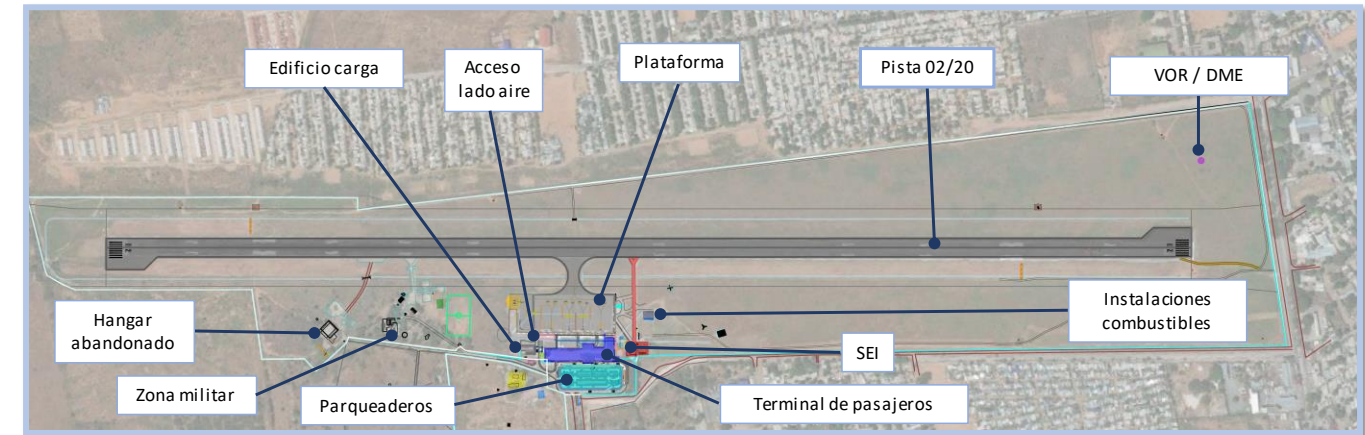 Edificio carga
Acceso
lado aire
Plataforma
Pista 02/20
VOR / DME
Hangar
abandonado
Zona militar
Parqueaderos
Terminal de pasajeros
SEI
Instalaciones
combustibles